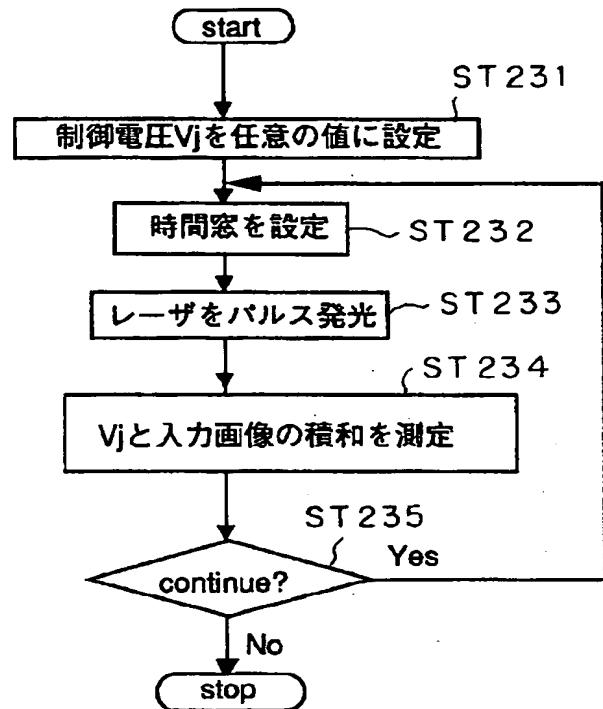 start
ST231
制御電圧Vjを任意の値に設定
時間窓を設定
ST232
レーザをパルス発光
ST233
ST234
Vjと入力画像の積和を測定
ST235
continue?
Yes
No
stop